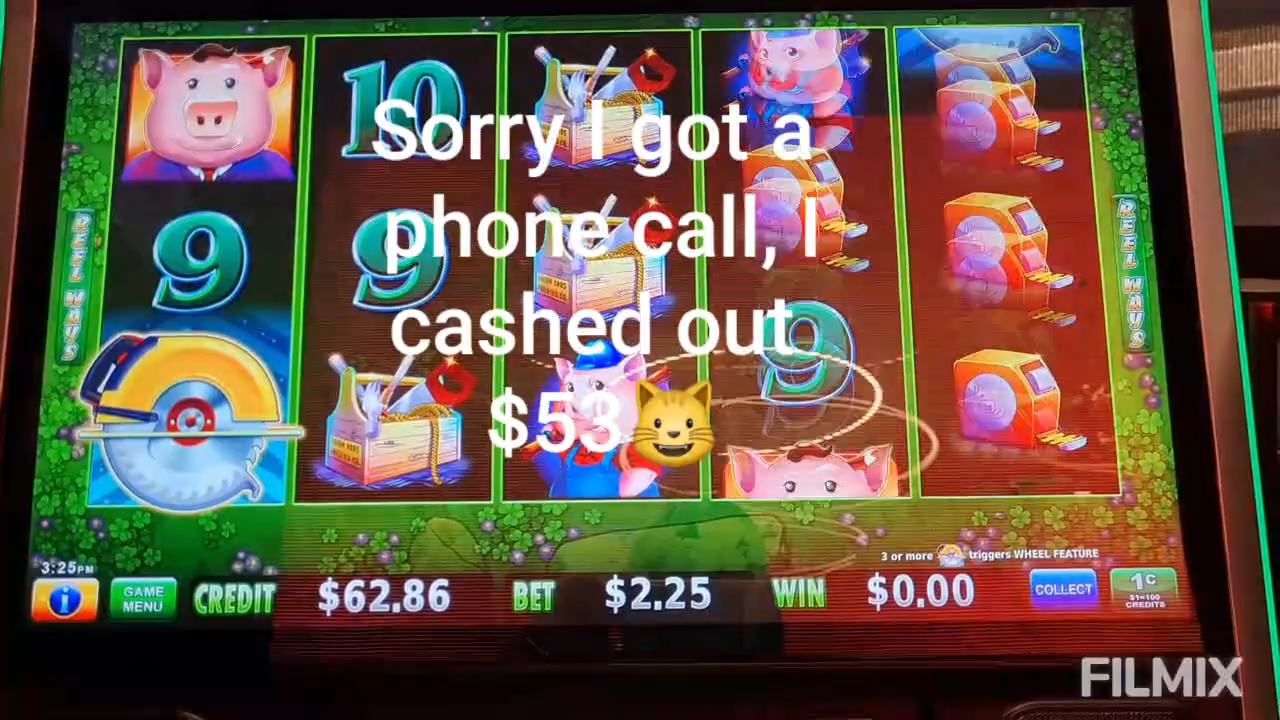 10
Sorry I got a
phone call, I
cashed out
$53
9
9
9
REEL WAYS
REEL WAYS
3 or more triggers WHEEL FEATURE
3:25PM
i
GAME
MENU
CREDIT
$62.86
BET
$2.25
WIN
$0.00
COLLECT
1¢
$1=100
CREDITS
FILMIX